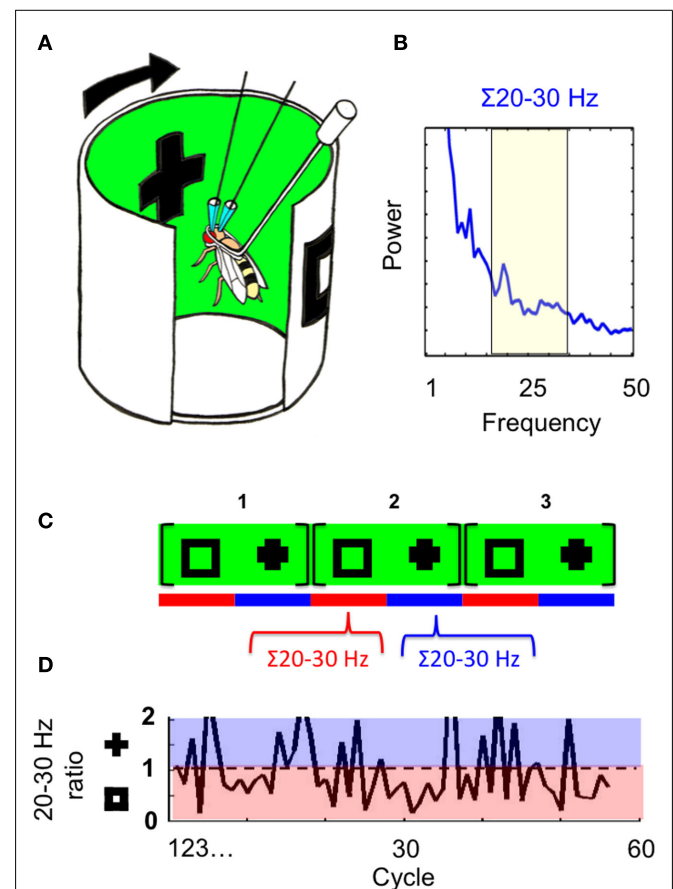 A
B
Σ20-30 Hz
Power
1 25 50
Frequency
C
1 2 3
Σ20-30 Hz Σ20-30 Hz
D
20-30 Hz
ratio
2
1
0
123... 30 60
Cycle